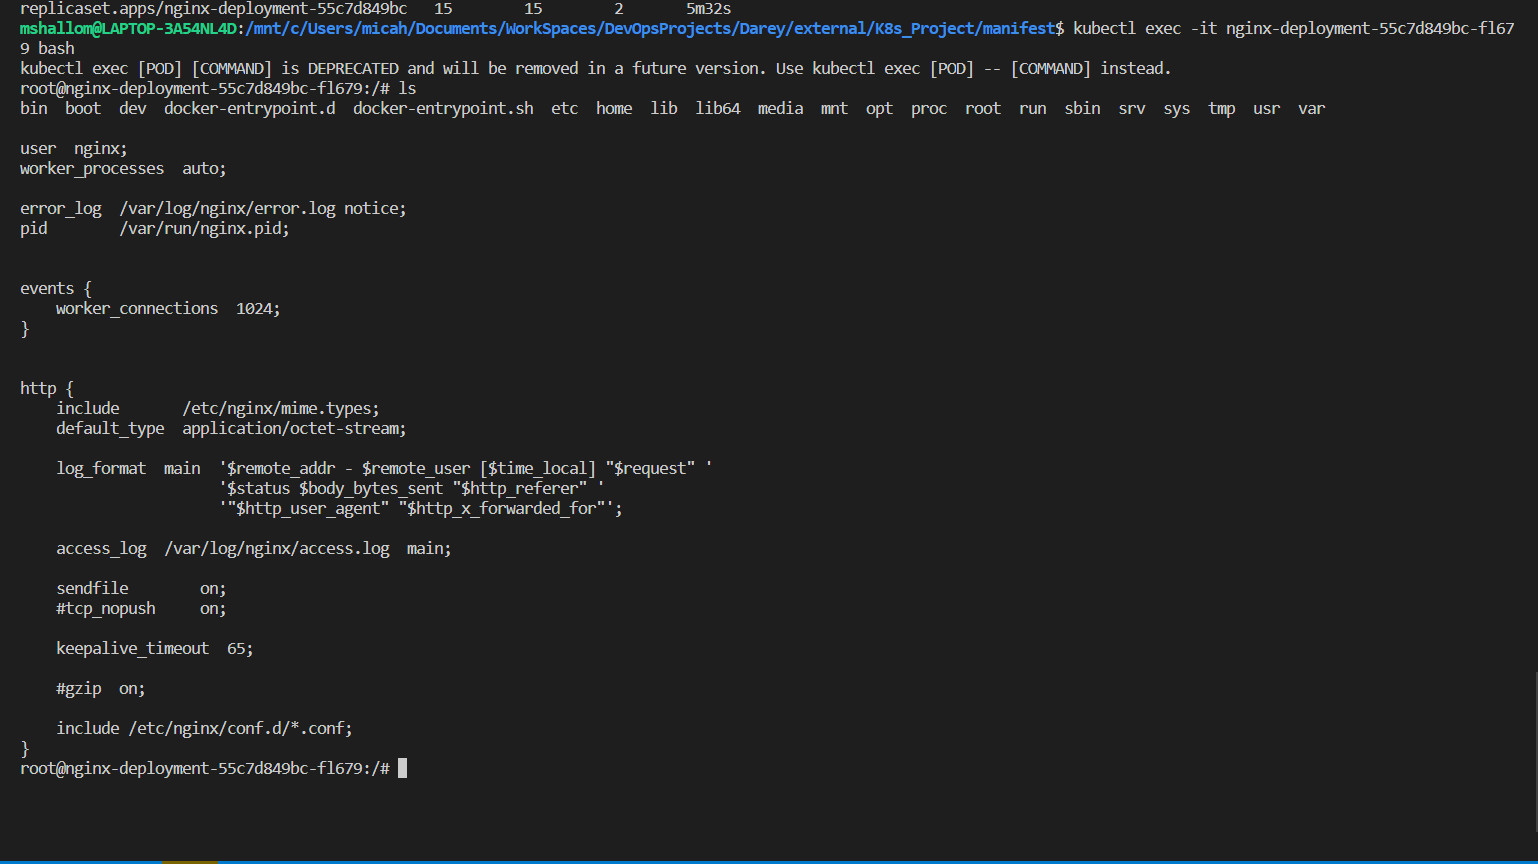 replicaset.apps/nginx-deployment-55c7d849bc   15        15        2       5m32s
mshallom@LAPTOP-3A54NL4D:/mnt/c/Users/micah/Documents/WorkSpaces/DevOpsProjects/Darey/external/K8s_Project/manifest$ kubectl exec -it nginx-deployment-55c7d849bc-fl67
9 bash
kubectl exec [POD] [COMMAND] is DEPRECATED and will be removed in a future version. Use kubectl exec [POD] -- [COMMAND] instead.
root@nginx-deployment-55c7d849bc-fl679:/# ls
bin  boot  dev  docker-entrypoint.d  docker-entrypoint.sh  etc  home  lib  lib64  media  mnt  opt  proc  root  run  sbin  srv  sys  tmp  usr  var
user  nginx;
worker_processes  auto;
error_log  /var/log/nginx/error.log notice;
pid        /var/run/nginx.pid;
events {
    worker_connections  1024;
}
http {
    include       /etc/nginx/mime.types;
    default_type  application/octet-stream;
    log_format  main  '$remote_addr - $remote_user [$time_local] "$request" '
                      '$status $body_bytes_sent "$http_referer" '
                      '"$http_user_agent" "$http_x_forwarded_for"';
    access_log  /var/log/nginx/access.log  main;
    sendfile        on;
    #tcp_nopush     on;
    keepalive_timeout  65;
    #gzip  on;
    include /etc/nginx/conf.d/*.conf;
}
root@nginx-deployment-55c7d849bc-fl679:/#